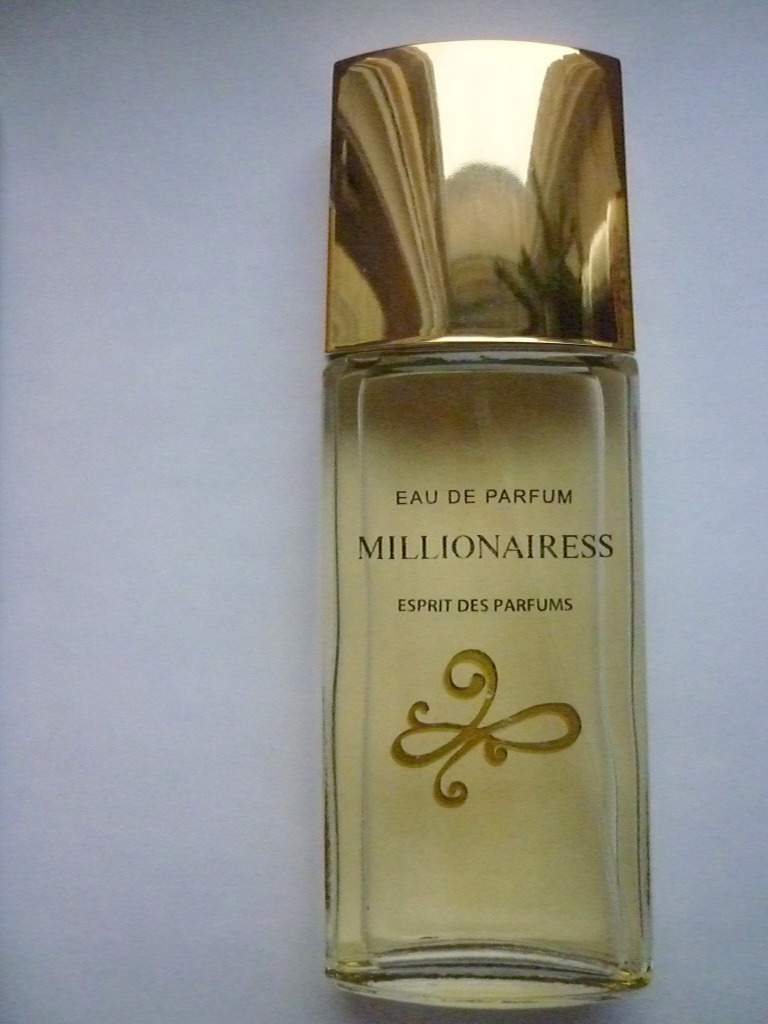 EAU DE PARFUM
MILLIONAIRESS
ESPRIT DES PARFUMS